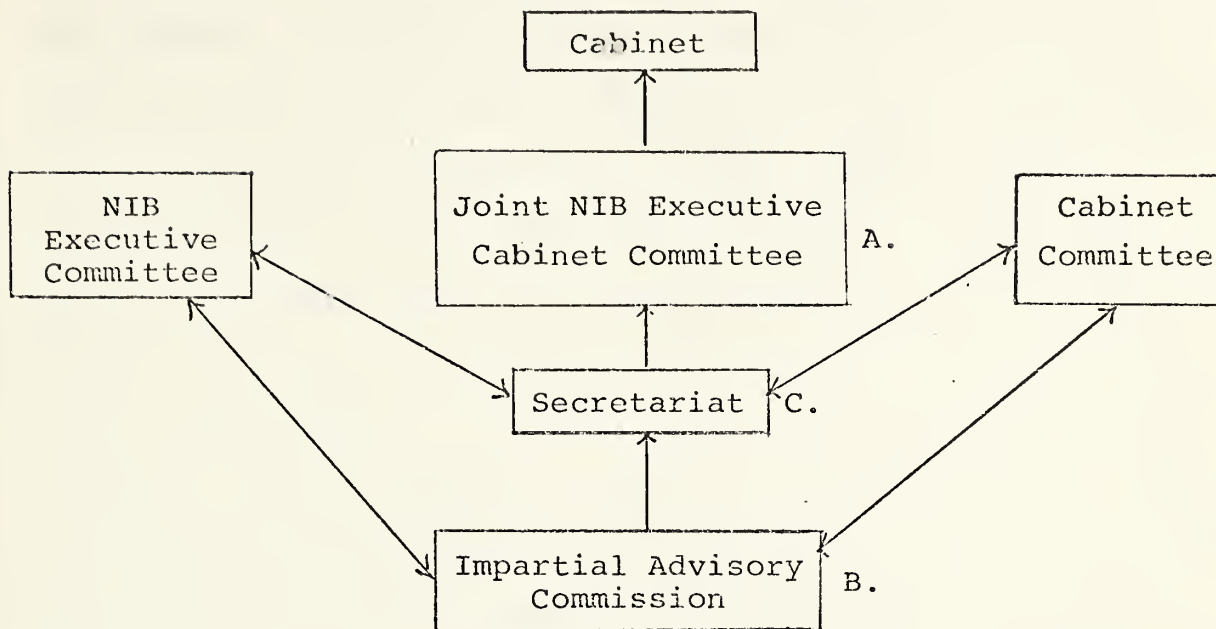 Cabinet
NIB
Executive
Committee
Joint NIB Executive
Cabinet Committee
A.
Cabinet
Committee
Secretariat
C.
Impartial Advisory
Commission
B.